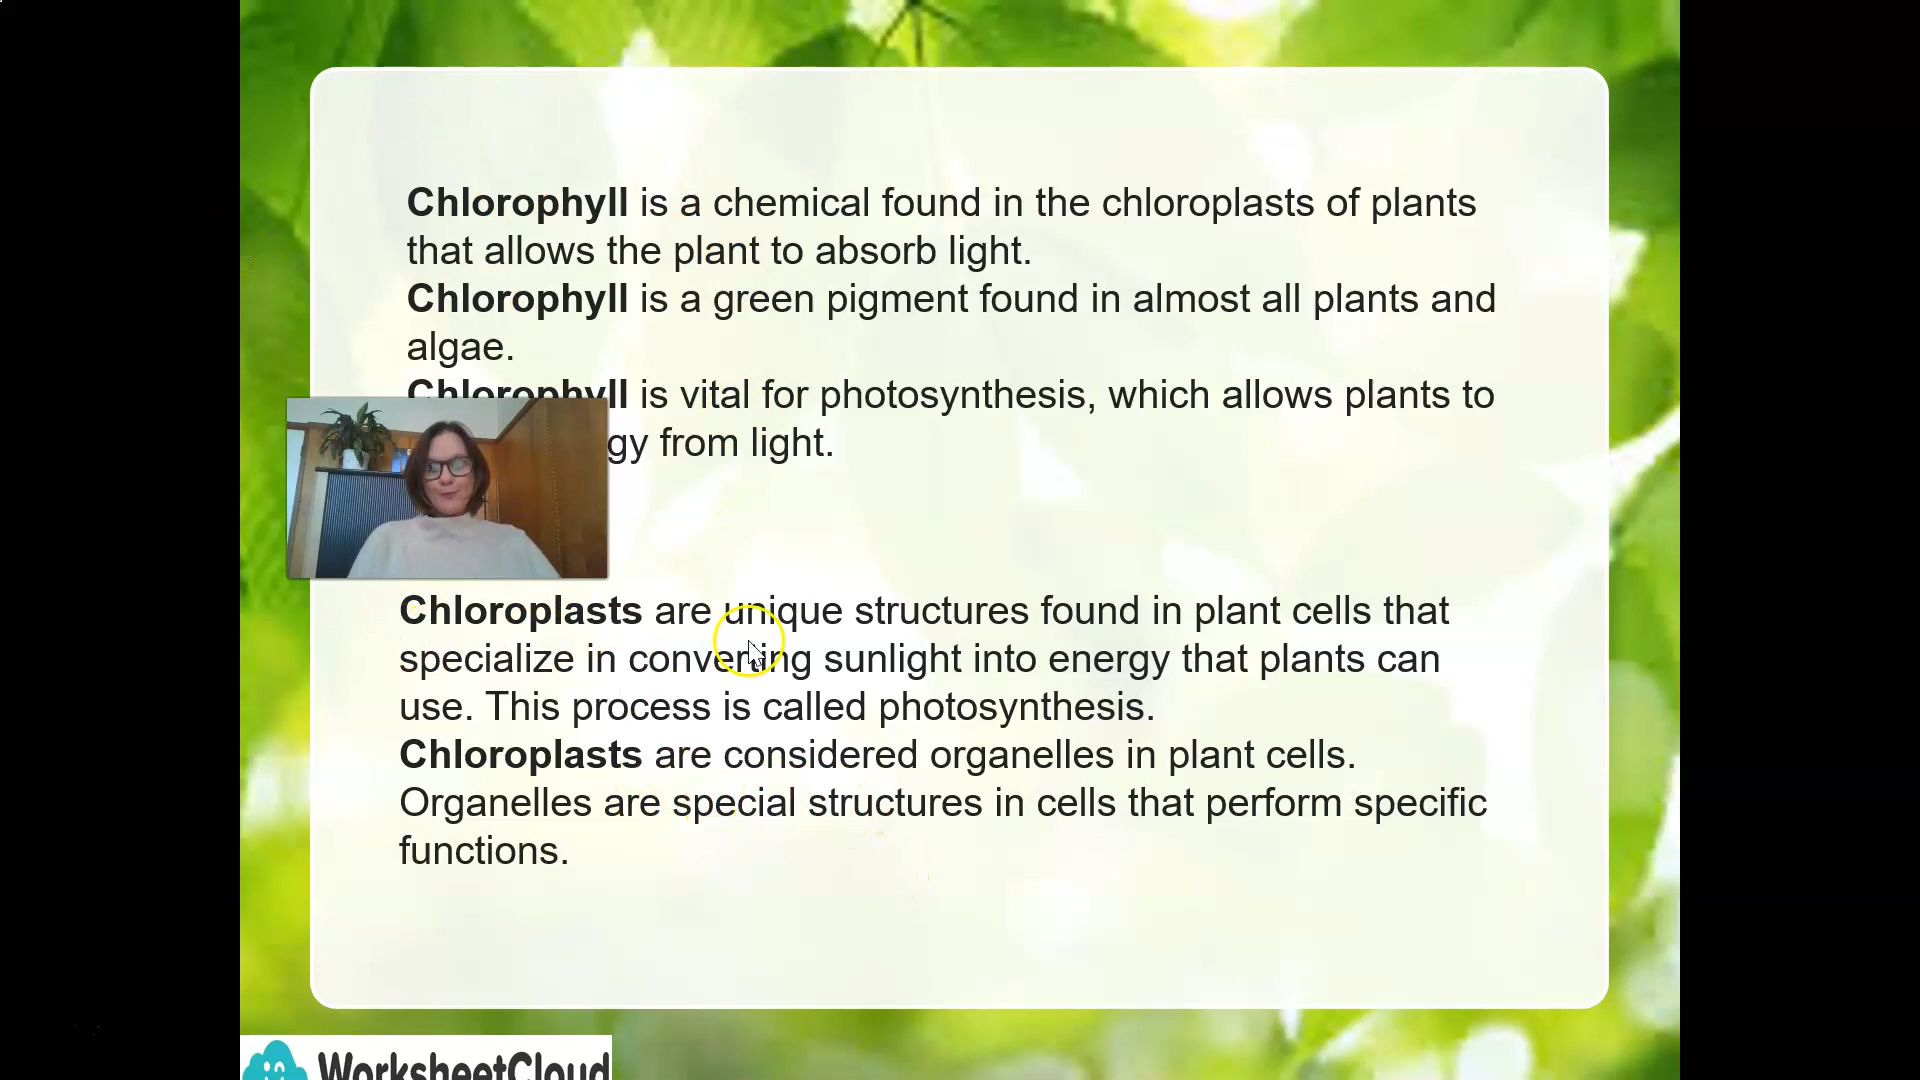 Chlorophyll is a chemical found in the chloroplasts of plants
that allows the plant to absorb light.
Chlorophyll is a green pigment found in almost all plants and
algae.
Chlorophyll is vital for photosynthesis, which allows plants to
gy from light.
Chloroplasts are unique structures found in plant cells that
specialize in converting sunlight into energy that plants can
use. This process is called photosynthesis.
Chloroplasts are considered organelles in plant cells.
Organelles are special structures in cells that perform specific
functions.
WorksheetCloud